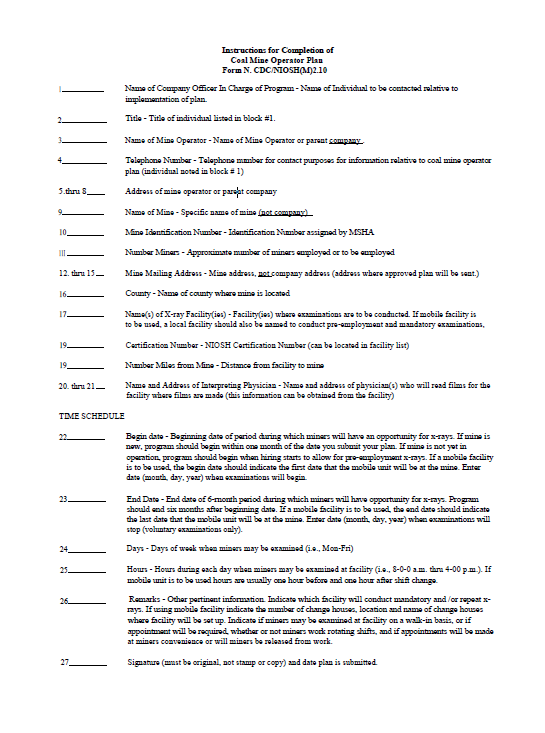 Instructions for Completion of
Coal Mine Operator Plan
Form N. CDC/NIOSH(M)2.10
1________ Name of Company Officer In Charge of Program - Name of Individual to be contacted relative to
implementation of plan.
2________ Title - Title of individual listed in block #1.
3________ Name of Mine Operator - Name of Mine Operator or parent company.
4________ Telephone Number - Telephone number for contact purposes for information relative to coal mine operator
plan (individual noted in block # 1)
5.thru 8____ Address of mine operator or parent company
9________ Name of Mine - Specific name of mine (not company)
10________ Mine Identification Number - Identification Number assigned by MSHA
11________ Number Miners - Approximate number of miners employed or to be employed
12. thru 15__ Mine Mailing Address - Mine address, not company address (address where approved plan will be sent.)
16________ County - Name of county where mine is located
17________ Name(s) of X-ray Facility(ies) - Facility(ies) where examinations are to be conducted. If mobile facility is
to be used, a local facility should also be named to conduct pre-employment and mandatory examinations,
19________ Certification Number - NIOSH Certification Number (can be located in facility list)
19________ Number Miles from Mine - Distance from facility to mine
20. thru 21__ Name and Address of Interpreting Physician - Name and address of physician(s) who will read films for the
facility where films are made (this information can be obtained from the facility)
TIME SCHEDULE
22________ Begin date - Beginning date of period during which miners will have an opportunity for x-rays. If mine is
new, program should begin within one month of the date you submit your plan. If mine is not yet in
operation, program should begin when hiring starts to allow for pre-employment x-rays. If a mobile facility
is to be used, the begin date should indicate the first date that the mobile unit will be at the mine. Enter
date (month, day, year) when examinations will begin.
23________ End Date - End date of 6-month period during which miners will have opportunity for x-rays. Program
should end six months after beginning date. If a mobile facility is to be used, the end date should indicate
the last date that the mobile unit will be at the mine. Enter date (month, day, year) when examinations will
stop (voluntary examinations only).
24________ Days - Days of week when miners may be examined (i.e., Mon-Fri)
25________ Hours - Hours during each day when miners may be examined at facility (i.e., 8-0-0 a.m. thru 4-00 p.m.). If
mobile unit is to be used hours are usually one hour before and one hour after shift change.
26________ Remarks - Other pertinent information. Indicate which facility will conduct mandatory and /or repeat x-
rays. If using mobile facility indicate the number of change houses, location and name of change houses
where facility will be set up. Indicate if miners may be examined at facility on a walk-in basis, or if
appointment will be required, whether or not miners work rotating shifts, and if appointments will be made
at miners convenience or will miners be released from work.
27________ Signature (must be original, not stamp or copy) and date plan is submitted.